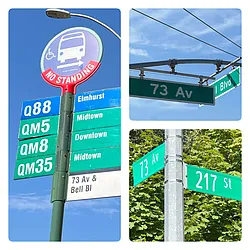 NO STANDING
Q88 Elmhurst
QM5 Midtown
QM8 Downtown
QM35 Midtown
73 Av &
Bell Bl
73 Av
73 AV
217 St